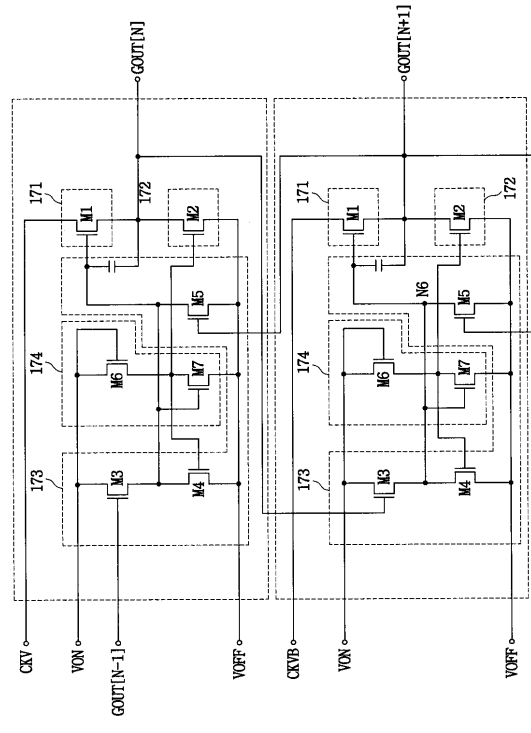 CKV
VON
GOUT[N-1]
VOFF
173
M3
M4
174
M6
M7
M5
171
M1
172
M2
GOUT[N]
CKVB
VON
VOFF
173
M3
M4
174
M6
M7
N6
M5
171
M1
M2
172
GOUT[N+1]